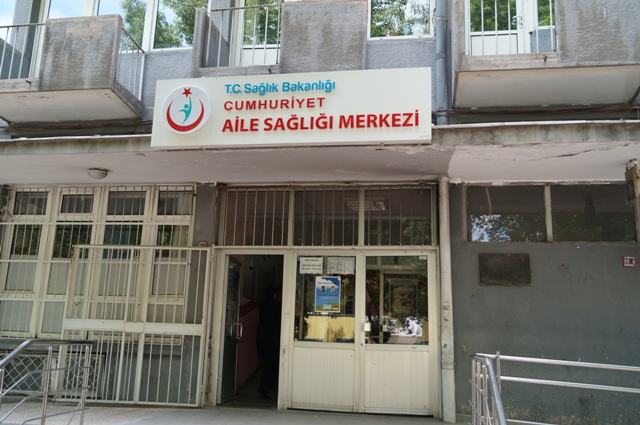 T.C. Sağlık Bakanlığı
CUMHURİYET
AİLE SAĞLIĞI MERKEZİ